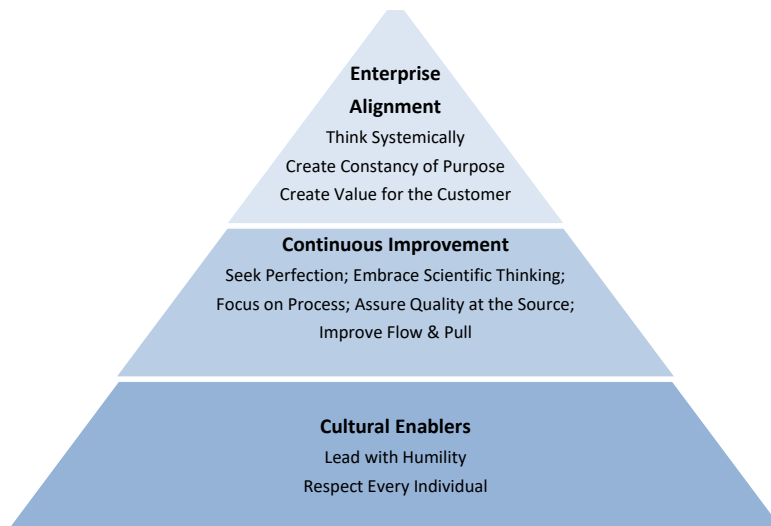 Enterprise
Alignment
Think Systemically
Create Constancy of Purpose
Create Value for the Customer
Continuous Improvement
Seek Perfection; Embrace Scientific Thinking;
Focus on Process; Assure Quality at the Source;
Improve Flow & Pull
Cultural Enablers
Lead with Humility
Respect Every Individual